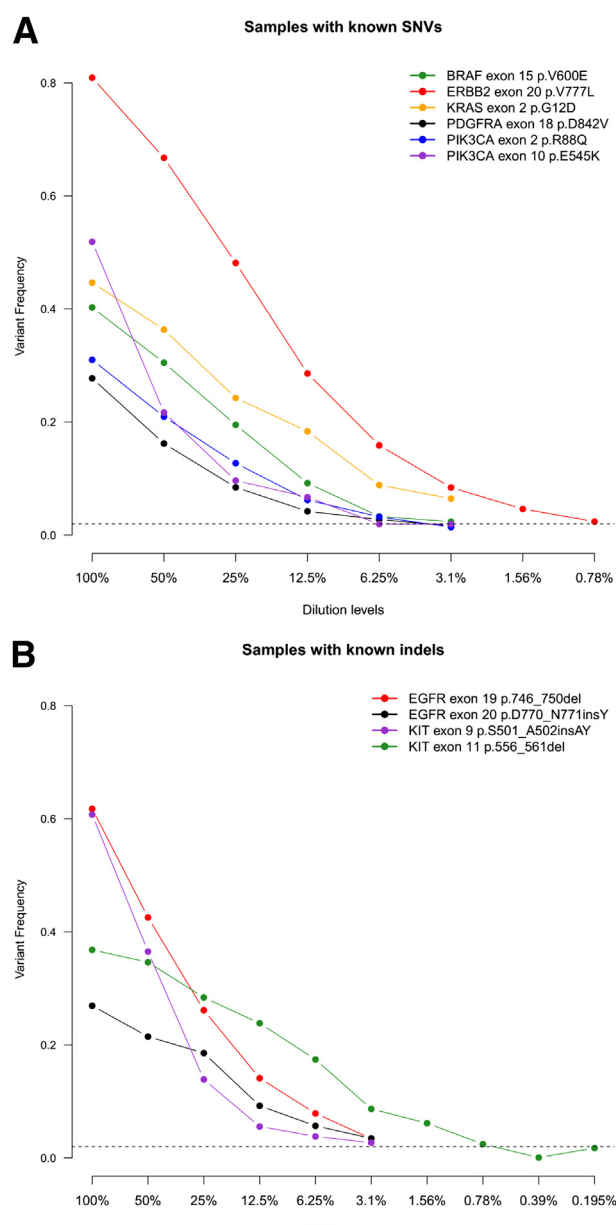 A
Samples with known SNVs
BRAF exon 15 p.V600E
ERBB2 exon 20 p.V777L
KRAS exon 2 p.G12D
PDGFRA exon 18 p.D842V
PIK3CA exon 2 p.R88Q
PIK3CA exon 10 p.E545K
0.8
0.6
0.4
0.2
0.0
Variant Frequency
100% 50% 25% 12.5% 6.25% 3.1% 1.56% 0.78%
Dilution levels
B
Samples with known indels
EGFR exon 19 p.746_750del
EGFR exon 20 p.D770_N771insY
KIT exon 9 p.S501_A502insAY
KIT exon 11 p.556_561del
0.8
0.6
0.4
0.2
0.0
Variant Frequency
100% 50% 25% 12.5% 6.25% 3.1% 1.56% 0.78% 0.39% 0.195%